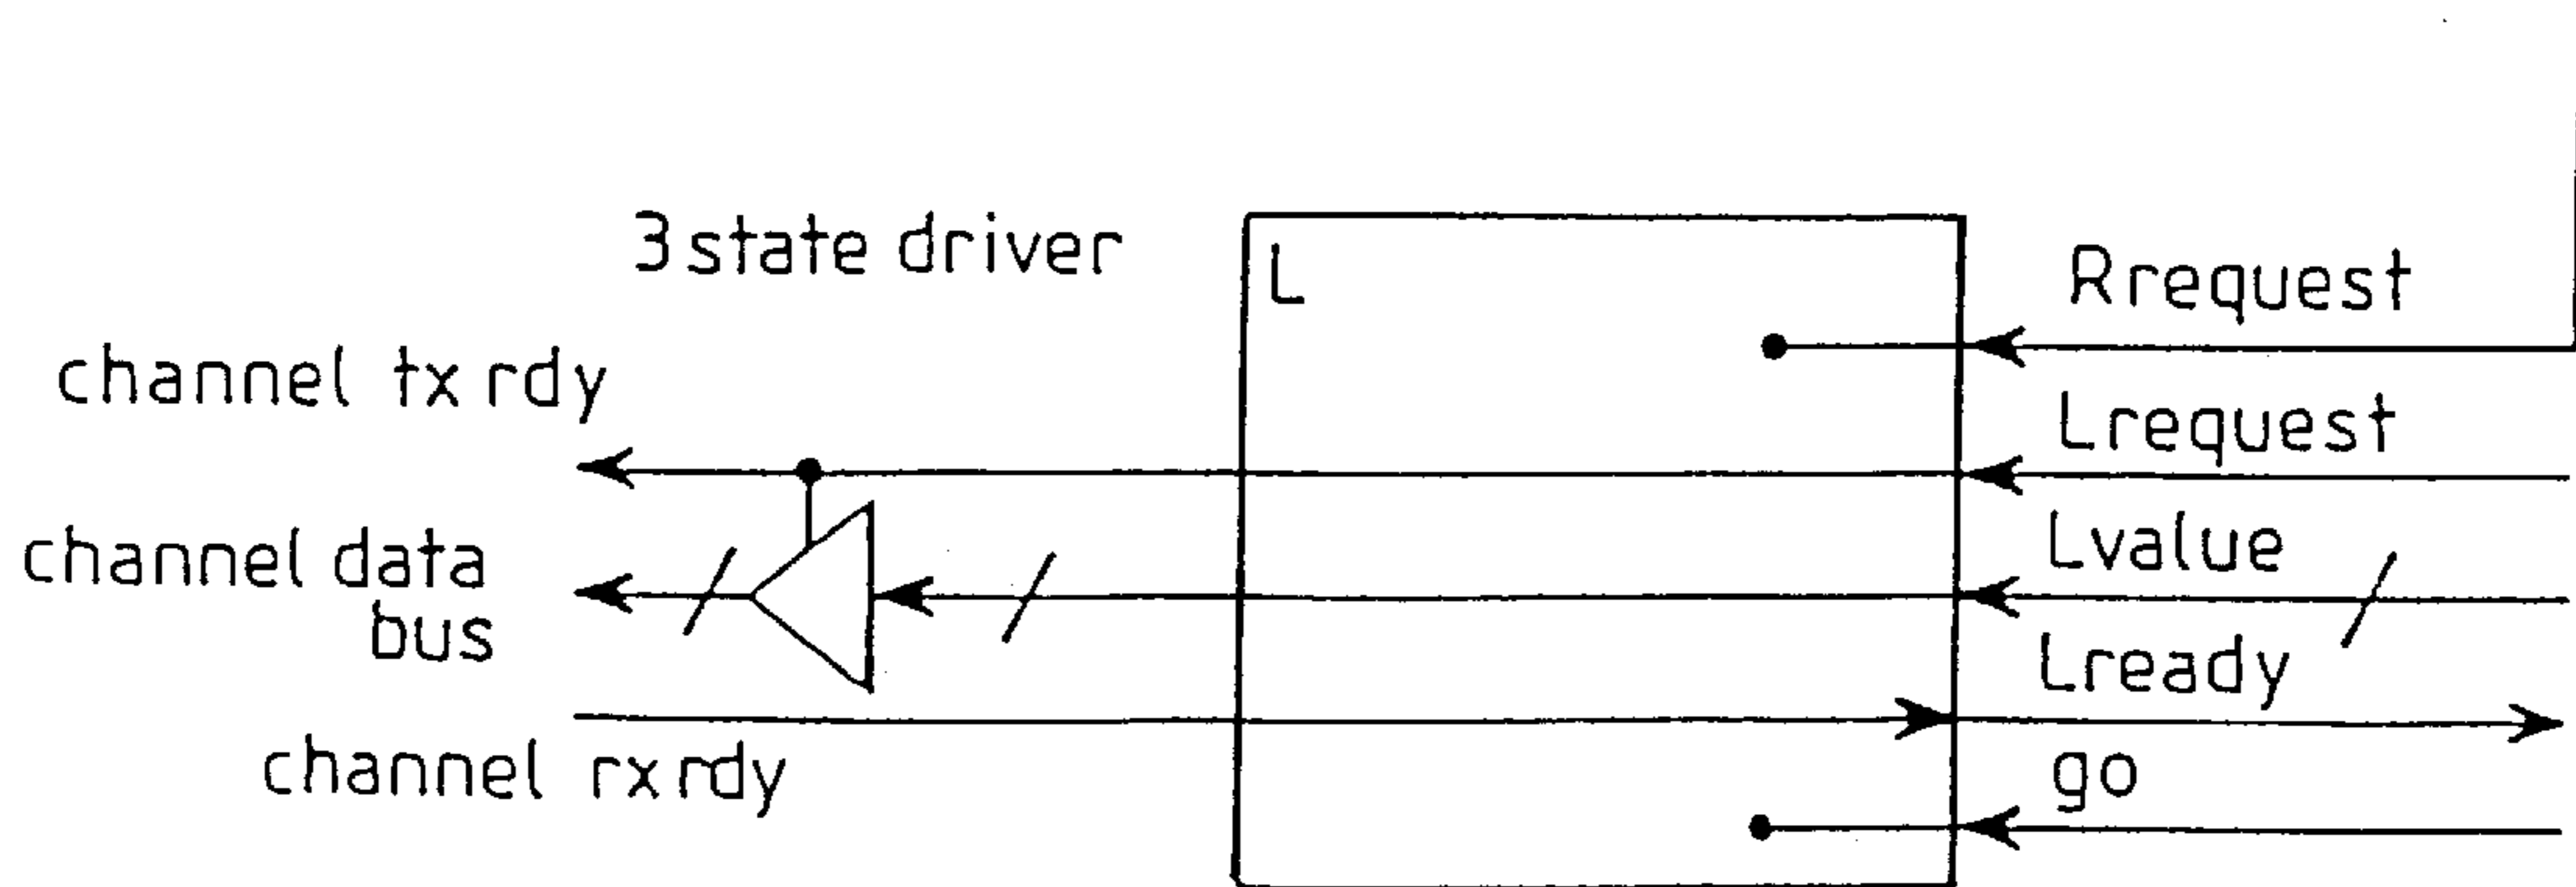 3 state driver
L
Rrequest
channel tx rdy
Lrequest
channel data
bus
Lvalue
Lready
channel rx rdy
go